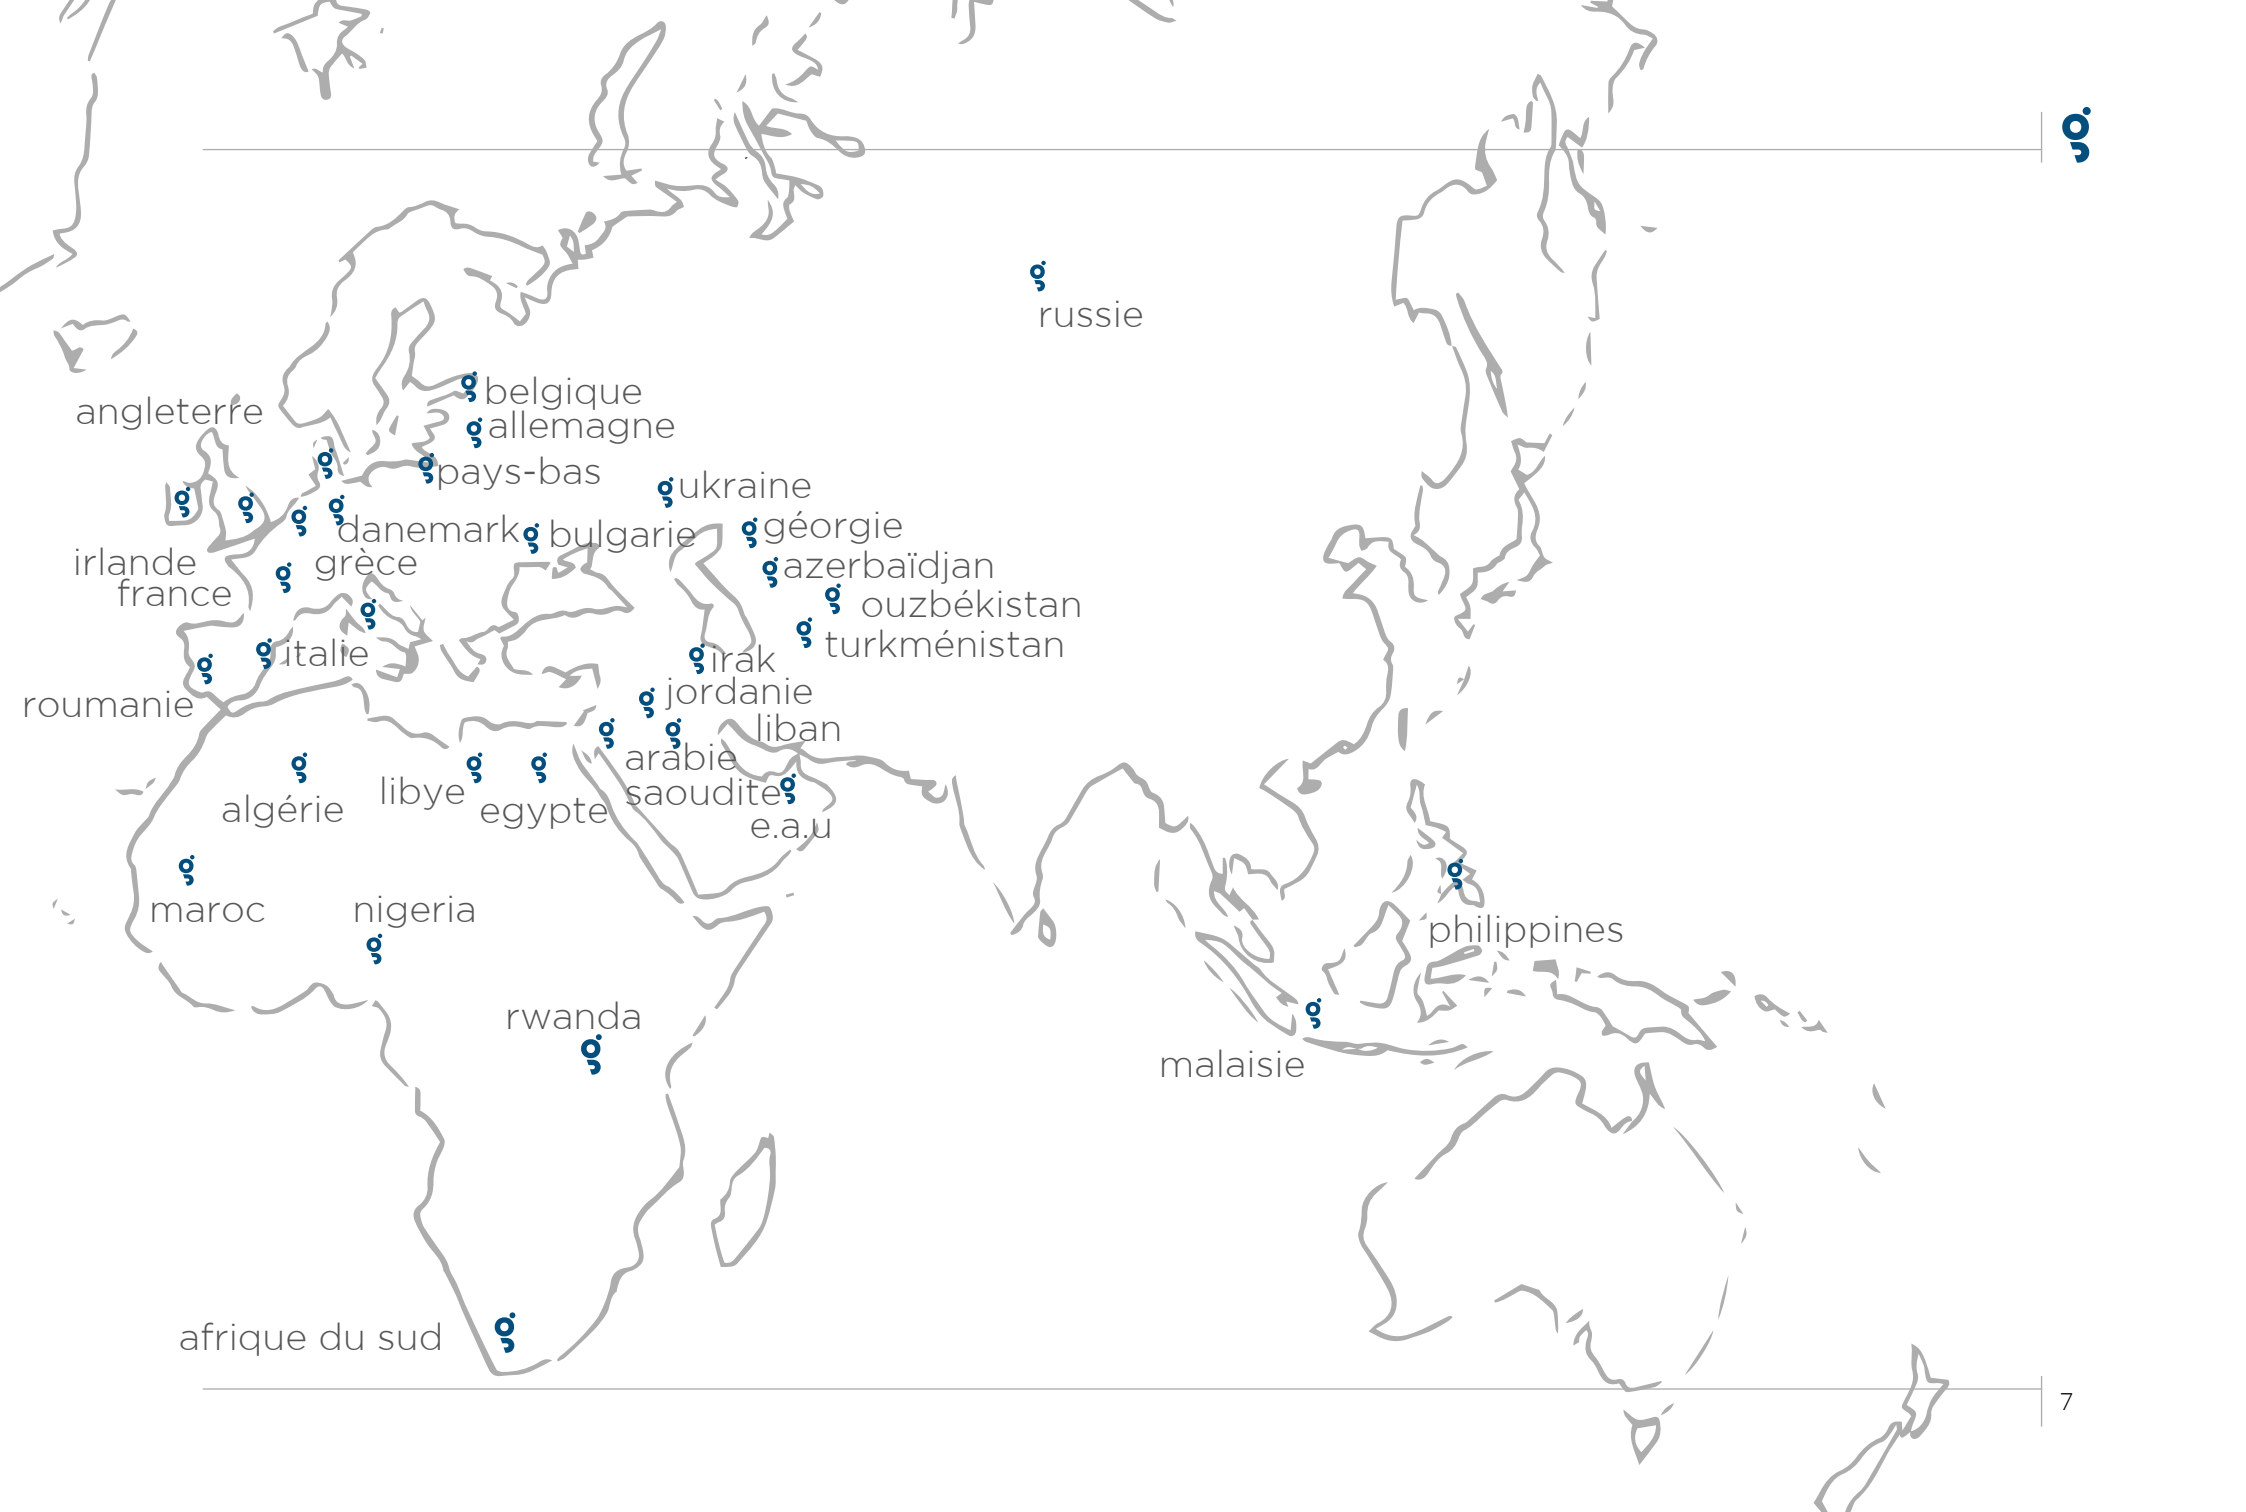 russie
belgique
angleterre
allemagne
pays-bas
ukraine
danemark
bulgarie
géorgie
irlande
grèce
azerbaïdjan
france
ouzbékistan
turkménistan
italie
irak
jordanie
roumanie
liban
arabie
saoudite
libye
algérie
egypte
e.a.u
maroc
nigeria
philippines
rwanda
malaisie
afrique du sud
7